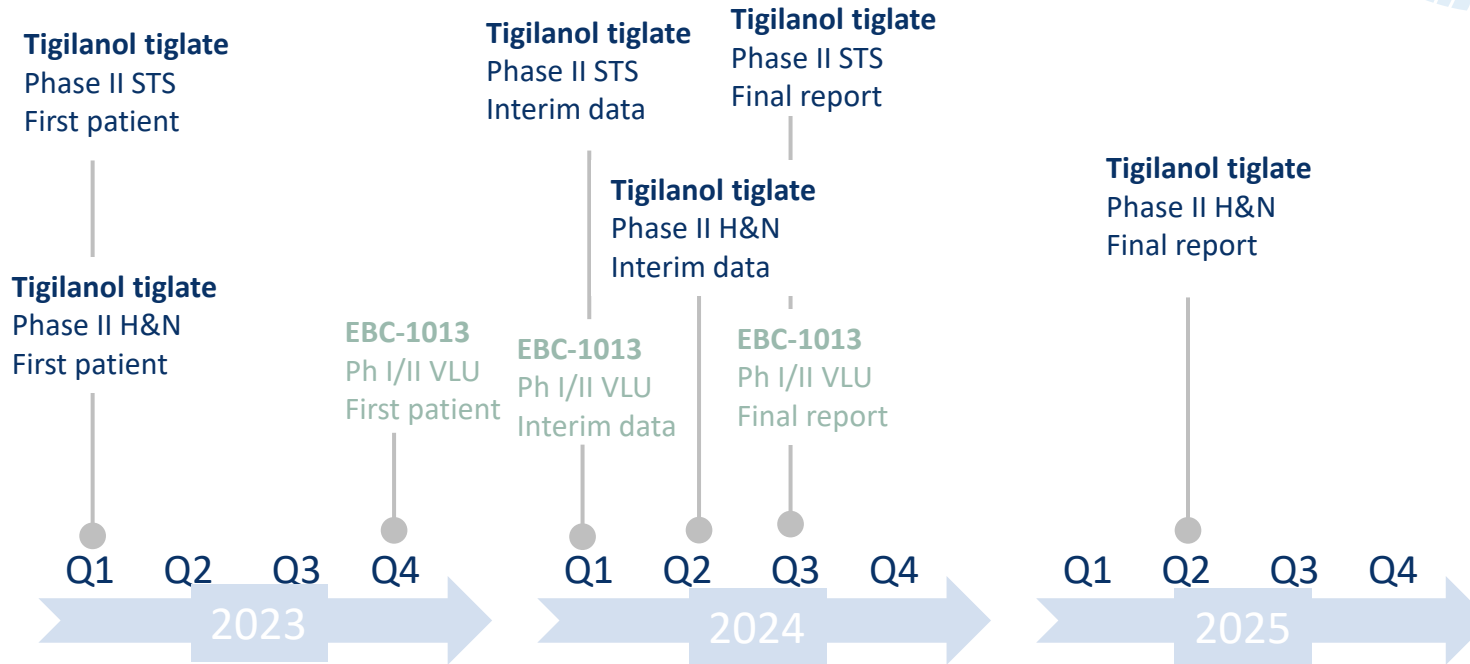 Tigilanol tiglate
Phase II STS
First patient
Tigilanol tiglate
Phase II H&N
First patient
EBC-1013
Ph I/II VLU
First patient
Tigilanol tiglate
Phase II STS
Interim data
EBC-1013
Ph I/II VLU
Interim data
Tigilanol tiglate
Phase II H&N
Interim data
Tigilanol tiglate
Phase II STS
Final report
EBC-1013
Ph I/II VLU
Final report
Tigilanol tiglate
Phase II H&N
Final report
Q1 Q2 Q3 Q4 Q1 Q2 Q3 Q4 Q1 Q2 Q3 Q4
2023 2024 2025